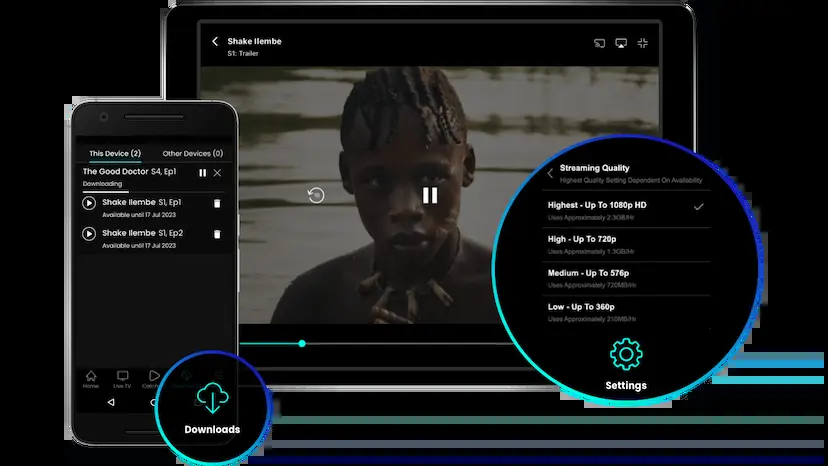 Shake Ilembe
S1: Trailer
This Device (2)
Other Devices (0)
The Good Doctor S4, Ep1
Downloading
Shake Ilembe S1, Ep1
Available until 17 Jul 2023
Shake Ilembe S1, Ep2
Available until 17 Jul 2023
Home
Live TV
Downloads
Streaming Quality
Highest Quality Setting Dependent On Availability
Highest - Up To 1080p HD
Uses Approximately 2.3GB/Hr
High - Up To 720p
Uses Approximately 1.3GB/Hr
Medium - Up To 576p
Uses Approximately 720MB/Hr
Low - Up To 360p
Uses Approximately 210MB/Hr
Settings